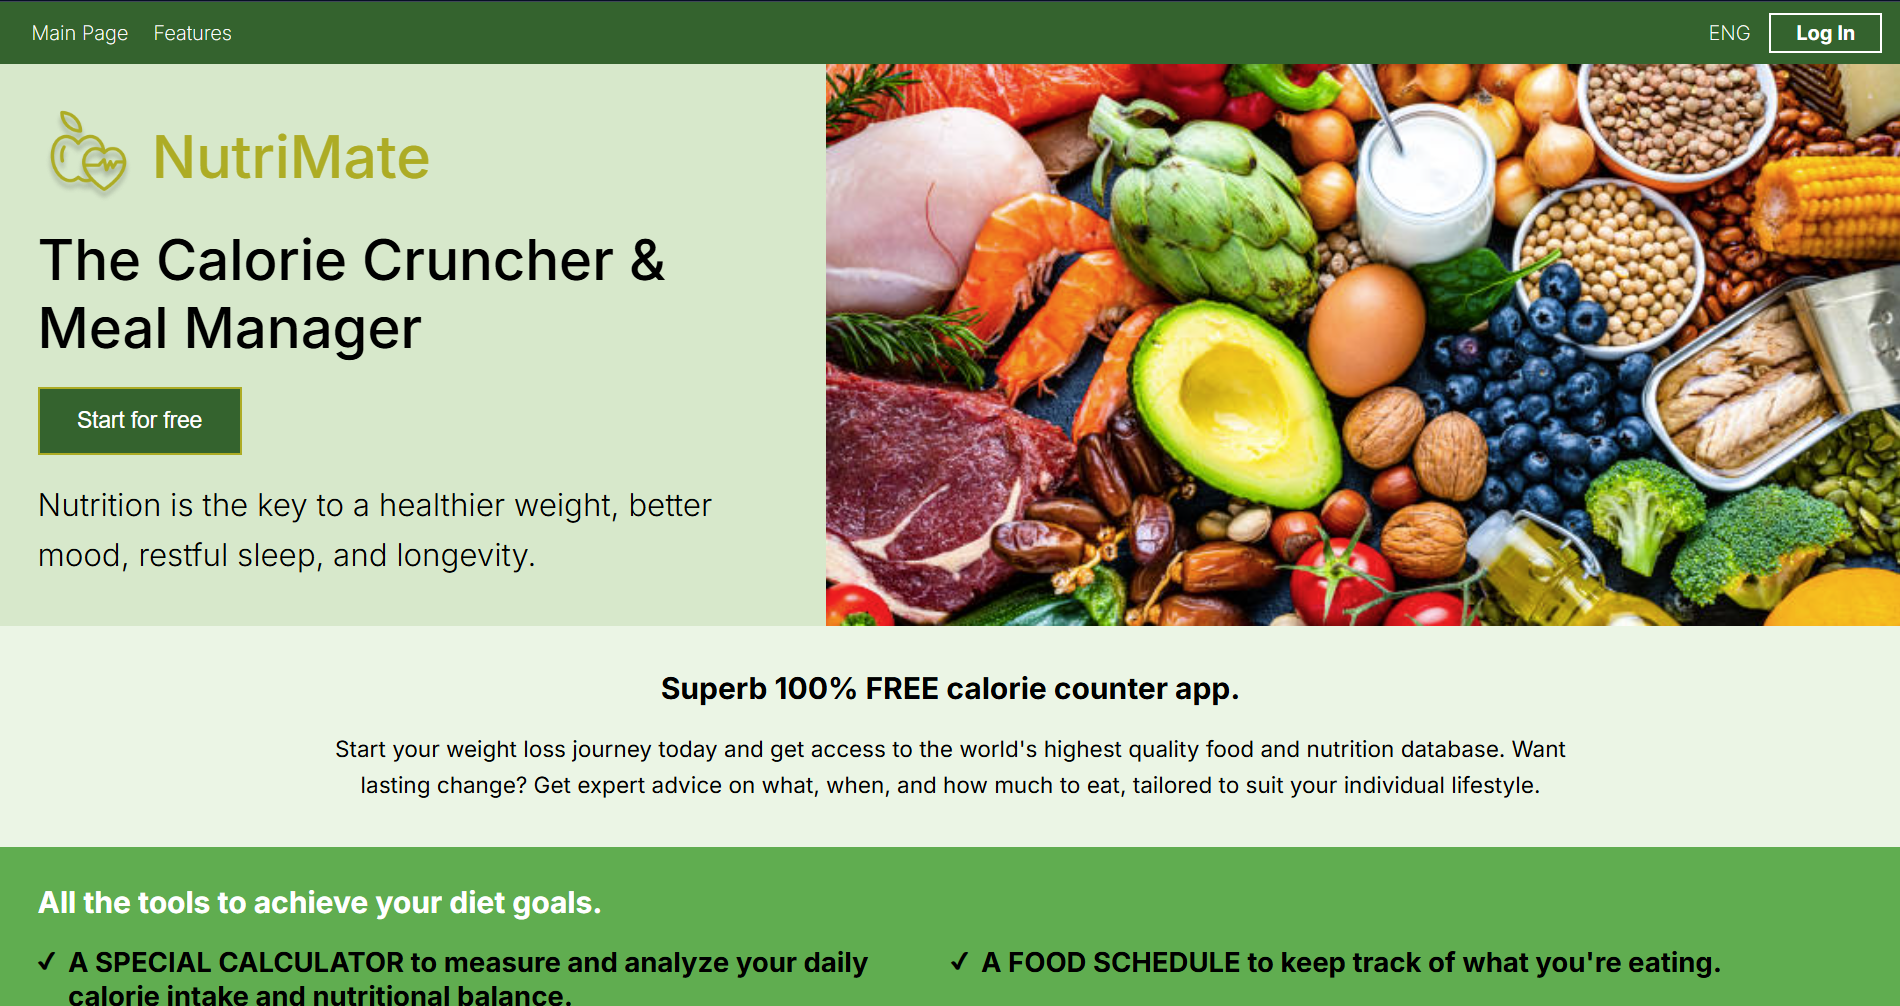 Main Page Features ENG Log In
NutriMate
The Calorie Cruncher &
Meal Manager
Start for free
Nutrition is the key to a healthier weight, better
mood, restful sleep, and longevity.
Superb 100% FREE calorie counter app.
Start your weight loss journey today and get access to the world's highest quality food and nutrition database. Want
lasting change? Get expert advice on what, when, and how much to eat, tailored to suit your individual lifestyle.
All the tools to achieve your diet goals.
✓ A SPECIAL CALCULATOR to measure and analyze your daily
calorie intake and nutritional balance.
✓ A FOOD SCHEDULE to keep track of what you're eating.